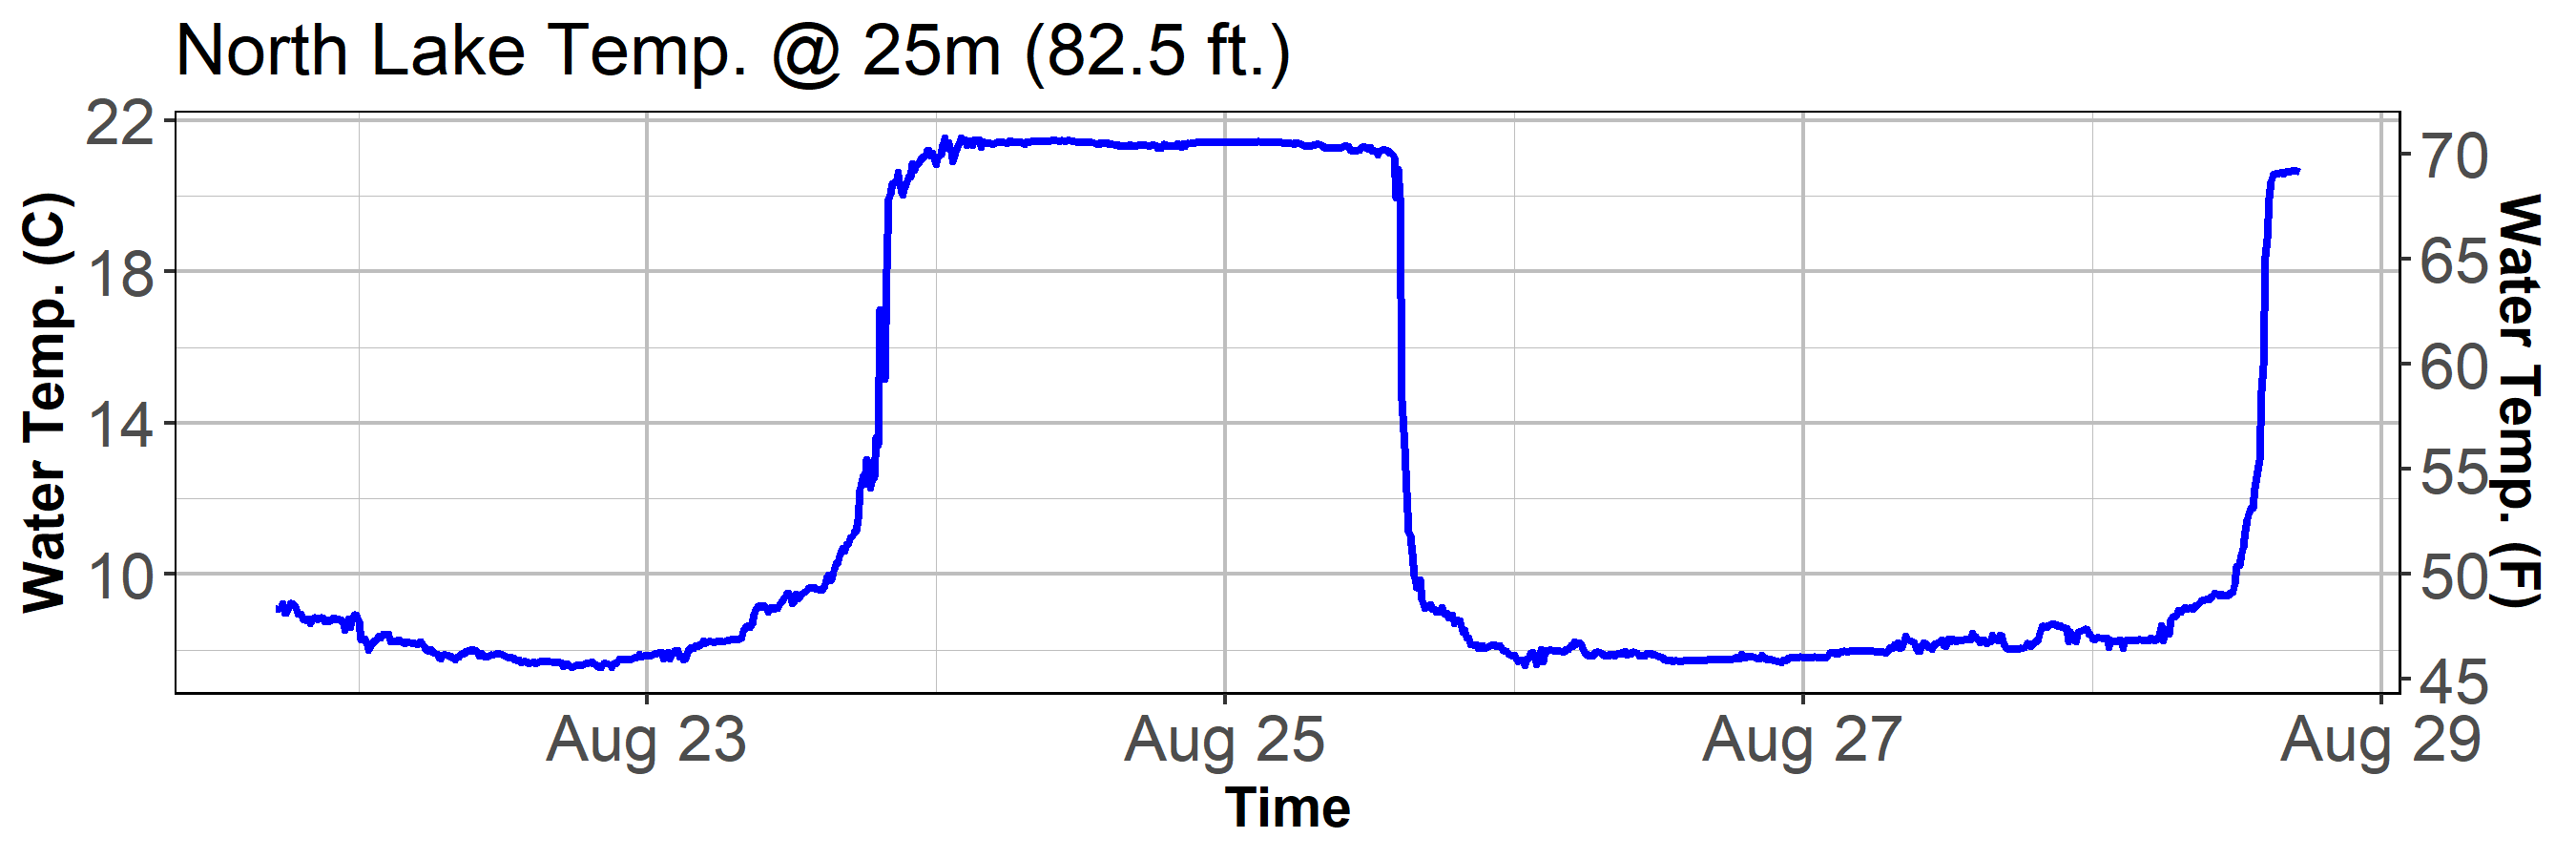 North Lake Temp. @ 25m (82.5 ft.)
Water Temp. (C)
22
18
14
10
70
65
60
55
50
45
Water Temp. (F)
Aug 23 Aug 25 Aug 27 Aug 29
Time